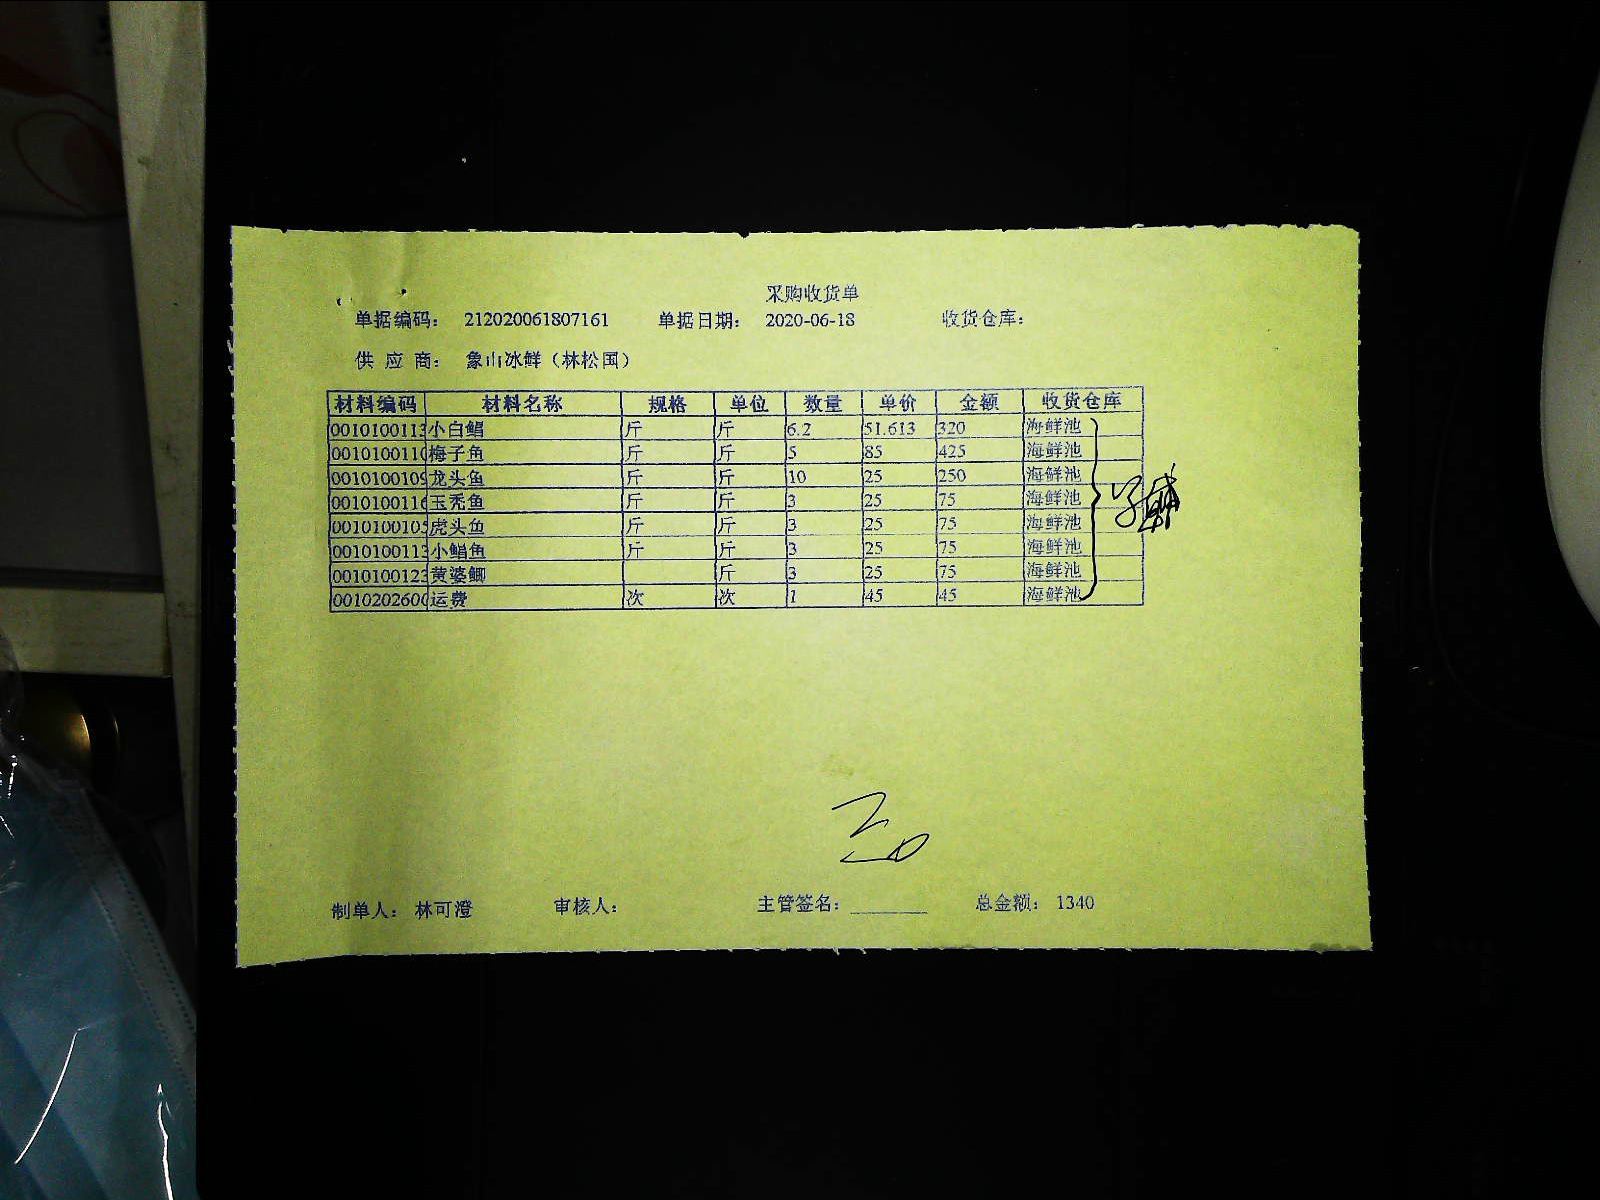 采购收货单
单据编码： 212020061807161 单据日期： 2020-06-18 收货仓库：
供 应 商： 象山冰鲜（林松国）
材料编码 材料名称 规格 单位 数量 单价 金额 收货仓库
0010100113 小白鲳 斤 斤 6.2 51.613 320 海鲜池
001010011 梅子鱼 斤 斤 5 85 425 海鲜池
001010010 龙头鱼 斤 斤 10 25 250 海鲜池
001010011 玉秃鱼 斤 斤 3 25 75 海鲜池
001010010 虎头鱼 斤 斤 3 25 75 海鲜池
0010100113 小鲳鱼 斤 斤 3 25 75 海鲜池
0010100123 黄婆鲫 斤 3 25 75 海鲜池
001020260 运费 次 次 1 45 45 海鲜池
制单人： 林可澄 审核人： 主管签名： 总金额： 1340